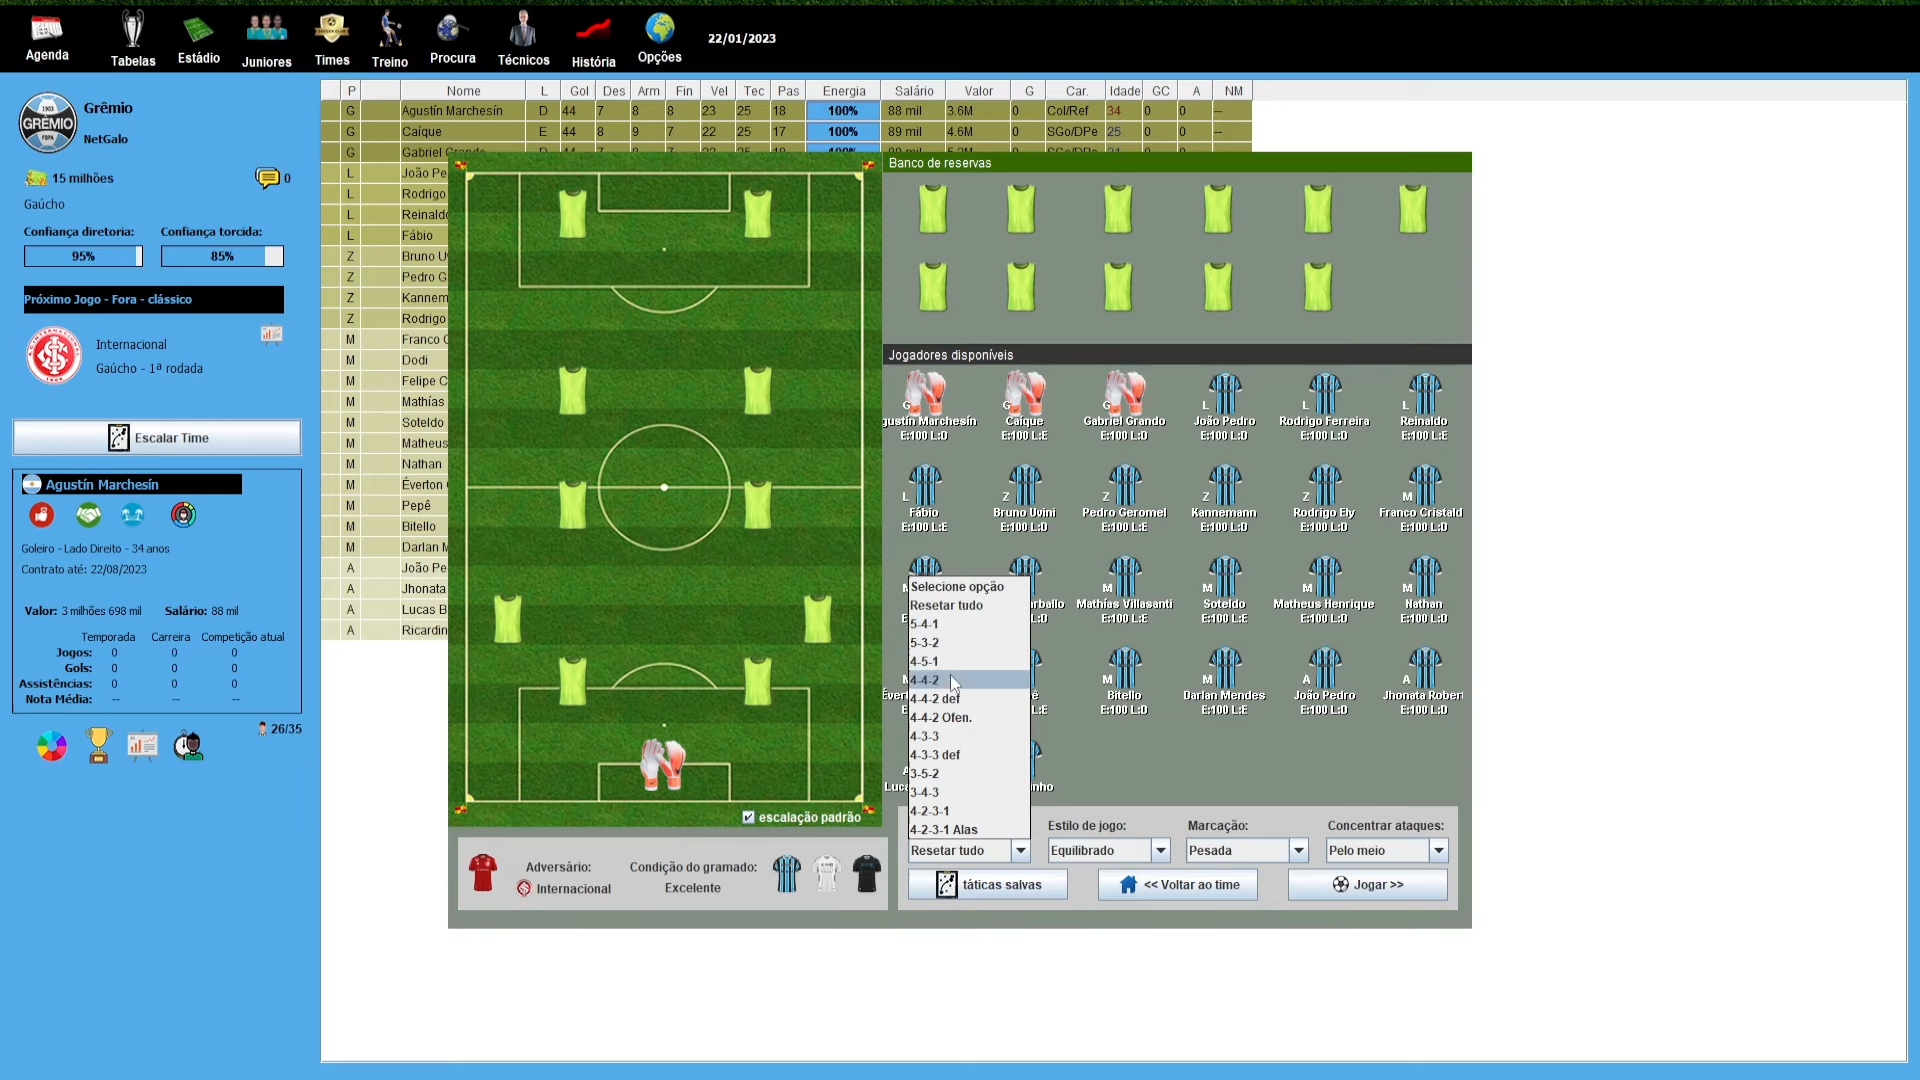 Agenda
Tabelas
Estádio
Juniores
Times
Treino
Procura
Técnicos
História
Opções
22/01/2023
Grêmio
NetGalo
15 milhões
0
Gaúcho
Confiança diretoria: Confiança torcida:
95% 85%
Próximo Jogo - Fora - clássico
Internacional
Gaúcho - 1ª rodada
Escalar Time
Agustín Marchesín
Goleiro - Lado Direito - 34 anos
Contrato até: 22/08/2023
Valor: 3 milhões 698 mil Salário: 88 mil
Temporada Carreira Competição atual
Jogos: 0 0 0
Gols: 0 0 0
Assistências: 0 0 0
Nota Média: -- -- --
26/35
P Nome L Gol Des Arm Fin Vel Tec Pas Energia Salário Valor G Car. Idade GC A NM
G Agustín Marchesín D 44 7 8 8 23 25 18 100% 88 mil 3.6M 0 Col/Ref 34 0 0 --
G Caíque E 44 8 9 7 22 25 17 100% 89 mil 4.6M 0 SGo/DPe 25 0 0 --
G Gabriel Grando
L João Pe
L Rodrigo
L Reinaldo
L Fábio
Z Bruno Uv
Z Pedro G
Z Kannem
Z Rodrigo
M Franco C
M Dodi
M Felipe C
M Mathías
M Soteldo
M Matheus
M Nathan
M Éverton
M Pepê
M Bitello
M Darlan M
A João Pe
A Jhonata
A Lucas B
A Ricardin
escalação padrão
Adversário:
Internacional
Condição do gramado:
Excelente
Banco de reservas
Jogadores disponíveis
G G G L L L
gustín Marchesín Caíque Gabriel Grando João Pedro Rodrigo Ferreira Reinaldo
E:100 L:D E:100 L:E E:100 L:D E:100 L:D E:100 L:D E:100 L:E
L Z Z Z Z M
Fábio Bruno Uvini Pedro Geromel Kannemann Rodrigo Ely Franco Cristald
E:100 L:E E:100 L:D E:100 L:D E:100 L:E E:100 L:D E:100 L:D
M M M M M
arballo Mathías Villasanti Soteldo Matheus Henrique Nathan
L:D E:100 L:D E:100 L:E E:100 L:D E:100 L:D
M M M A A
Évert ê Bitello Darlan Mendes João Pedro Jhonata Robert
L:E E:100 L:D E:100 L:E E:100 L:D E:100 L:D
A
Luca inho
Selecione opção
Resetar tudo
5-4-1
5-3-2
4-5-1
4-4-2
4-4-2 def
4-4-2 Ofen.
4-3-3
4-3-3 def
3-5-2
3-4-3
4-2-3-1
4-2-3-1 Alas
Estilo de jogo: Marcação: Concentrar ataques:
Resetar tudo Equilibrado Pesada Pelo meio
táticas salvas << Voltar ao time Jogar >>